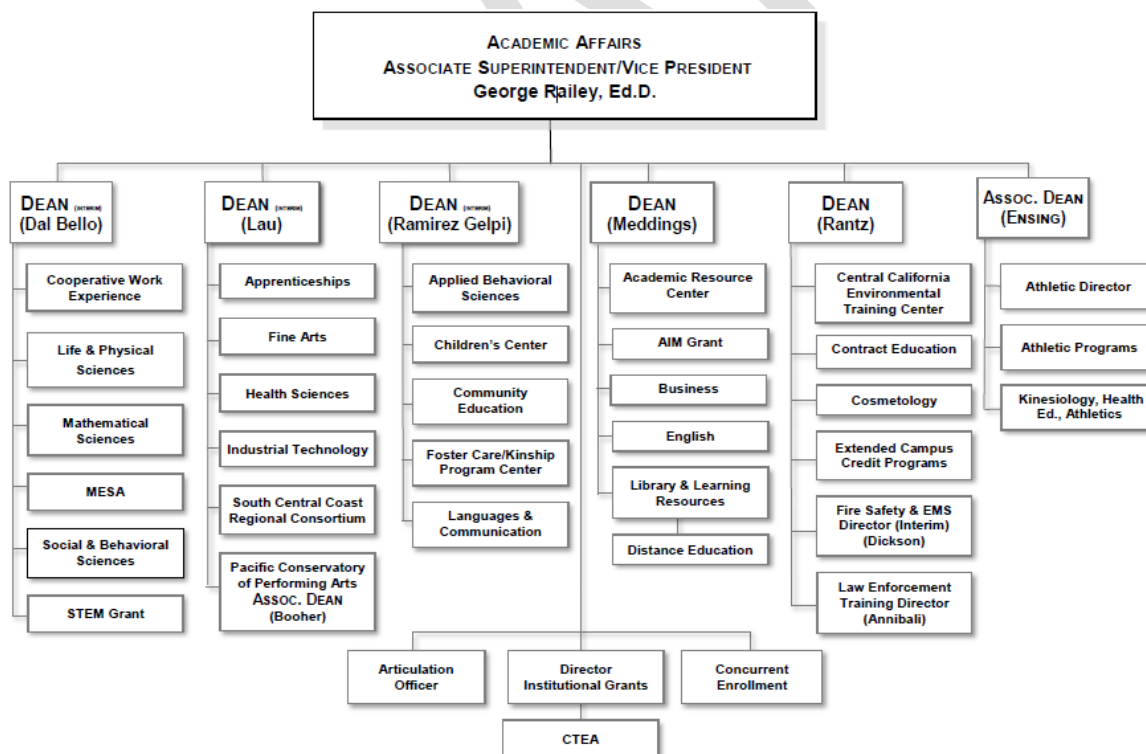 ACADEMIC AFFAIRS
ASSOCIATE SUPERINTENDENT/VICE PRESIDENT
George Railey, Ed.D.
DEAN (INTERIM)
(Dal Bello)
Cooperative Work
Experience
Life & Physical
Sciences
Mathematical
Sciences
MESA
Social & Behavioral
Sciences
STEM Grant
DEAN (INTERIM)
(Lau)
Apprenticeships
Fine Arts
Health Sciences
Industrial Technology
South Central Coast
Regional Consortium
Pacific Conservatory
of Performing Arts
ASSOC. DEAN
(Booher)
DEAN (INTERIM)
(Ramirez Gelpi)
Applied Behavioral
Sciences
Children's Center
Community
Education
Foster Care/Kinship
Program Center
Languages &
Communication
DEAN
(Meddings)
Academic Resource
Center
AIM Grant
Business
English
Library & Learning
Resources
Distance Education
DEAN
(Rantz)
Central California
Environmental
Training Center
Contract Education
Cosmetology
Extended Campus
Credit Programs
Fire Safety & EMS
Director (Interim)
(Dickson)
Law Enforcement
Training Director
(Annibali)
ASSOC. DEAN
(ENSING)
Athletic Director
Athletic Programs
Kinesiology, Health
Ed., Athletics
Articulation
Officer
Director
Institutional Grants
Concurrent
Enrollment
CTEA